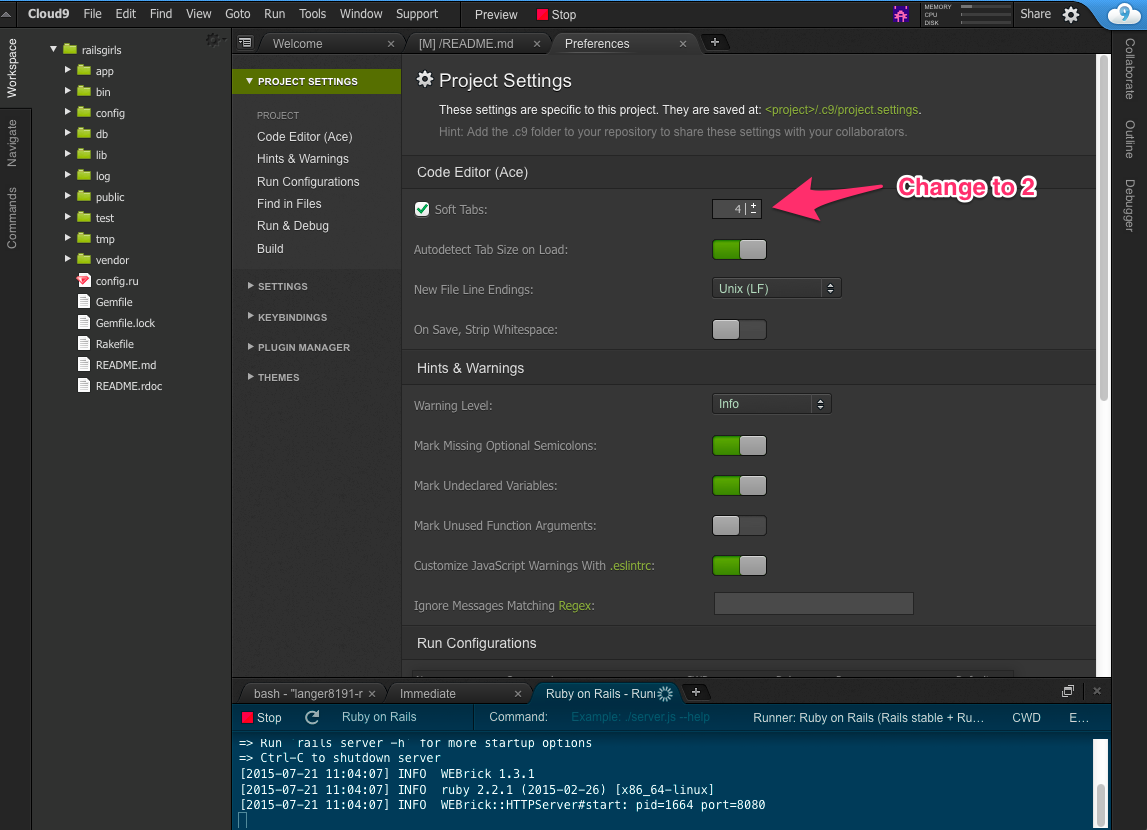 Cloud9 File Edit Find View Goto Run Tools Window Support Preview Stop MEMORY CPU DISK Share
Workspace
Navigate
Commands
railsgirls
app
bin
config
db
lib
log
public
test
tmp
vendor
config.ru
Gemfile
Gemfile.lock
Rakefile
README.md
README.rdoc
Welcome [M] /README.md Preferences
PROJECT SETTINGS
PROJECT
Code Editor (Ace)
Hints & Warnings
Run Configurations
Find in Files
Run & Debug
Build
SETTINGS
KEYBINDINGS
PLUGIN MANAGER
THEMES
Project Settings
These settings are specific to this project. They are saved at: <project>/.c9/project.settings.
Hint: Add the .c9 folder to your repository to share these settings with your collaborators.
Code Editor (Ace)
Soft Tabs: 4
Change to 2
Autodetect Tab Size on Load:
New File Line Endings: Unix (LF)
On Save, Strip Whitespace:
Hints & Warnings
Warning Level: Info
Mark Missing Optional Semicolons:
Mark Undeclared Variables:
Mark Unused Function Arguments:
Customize JavaScript Warnings With .eslintrc:
Ignore Messages Matching Regex:
Run Configurations
Collaborate
Outline
Debugger
bash - "langer8191-r Immediate Ruby on Rails - Runn
Stop Ruby on Rails Command: Example: ./server.js --help Runner: Ruby on Rails (Rails stable + Ru… CWD E…
=> Run `rails server -h` for more startup options
=> Ctrl-C to shutdown server
[2015-07-21 11:04:07] INFO  WEBrick 1.3.1
[2015-07-21 11:04:07] INFO  ruby 2.2.1 (2015-02-26) [x86_64-linux]
[2015-07-21 11:04:07] INFO  WEBrick::HTTPServer#start: pid=1664 port=8080